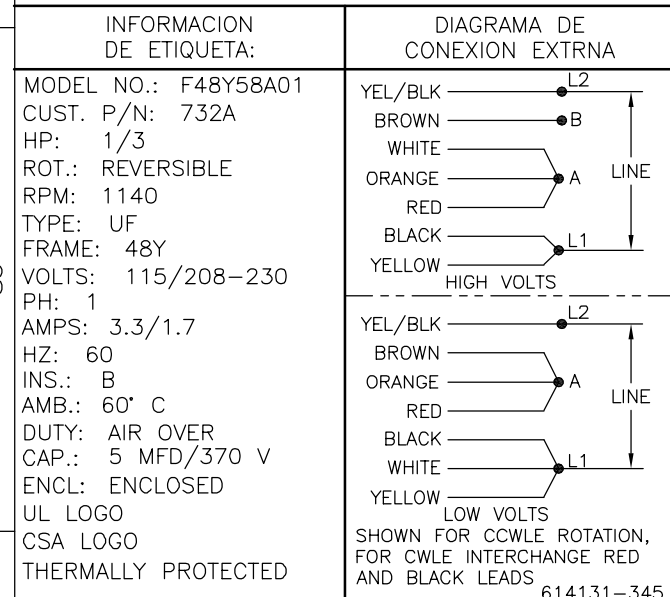 INFORMACION
DE ETIQUETA:
MODEL NO.: F48Y58A01
CUST. P/N: 732A
HP: 1/3
ROT.: REVERSIBLE
RPM: 1140
TYPE: UF
FRAME: 48Y
VOLTS: 115/208-230
PH: 1
AMPS: 3.3/1.7
HZ: 60
INS.: B
AMB.: 60° C
DUTY: AIR OVER
CAP.: 5 MFD/370 V
ENCL: ENCLOSED
UL LOGO
CSA LOGO
THERMALLY PROTECTED
DIAGRAMA DE
CONEXION EXTRNA
YEL/BLK L2
BROWN B
WHITE
ORANGE A LINE
RED
BLACK L1
YELLOW
HIGH VOLTS
YEL/BLK L2
BROWN
ORANGE A LINE
RED
BLACK
WHITE L1
YELLOW
LOW VOLTS
SHOWN FOR CCWLE ROTATION,
FOR CWLE INTERCHANGE RED
AND BLACK LEADS
614131-345